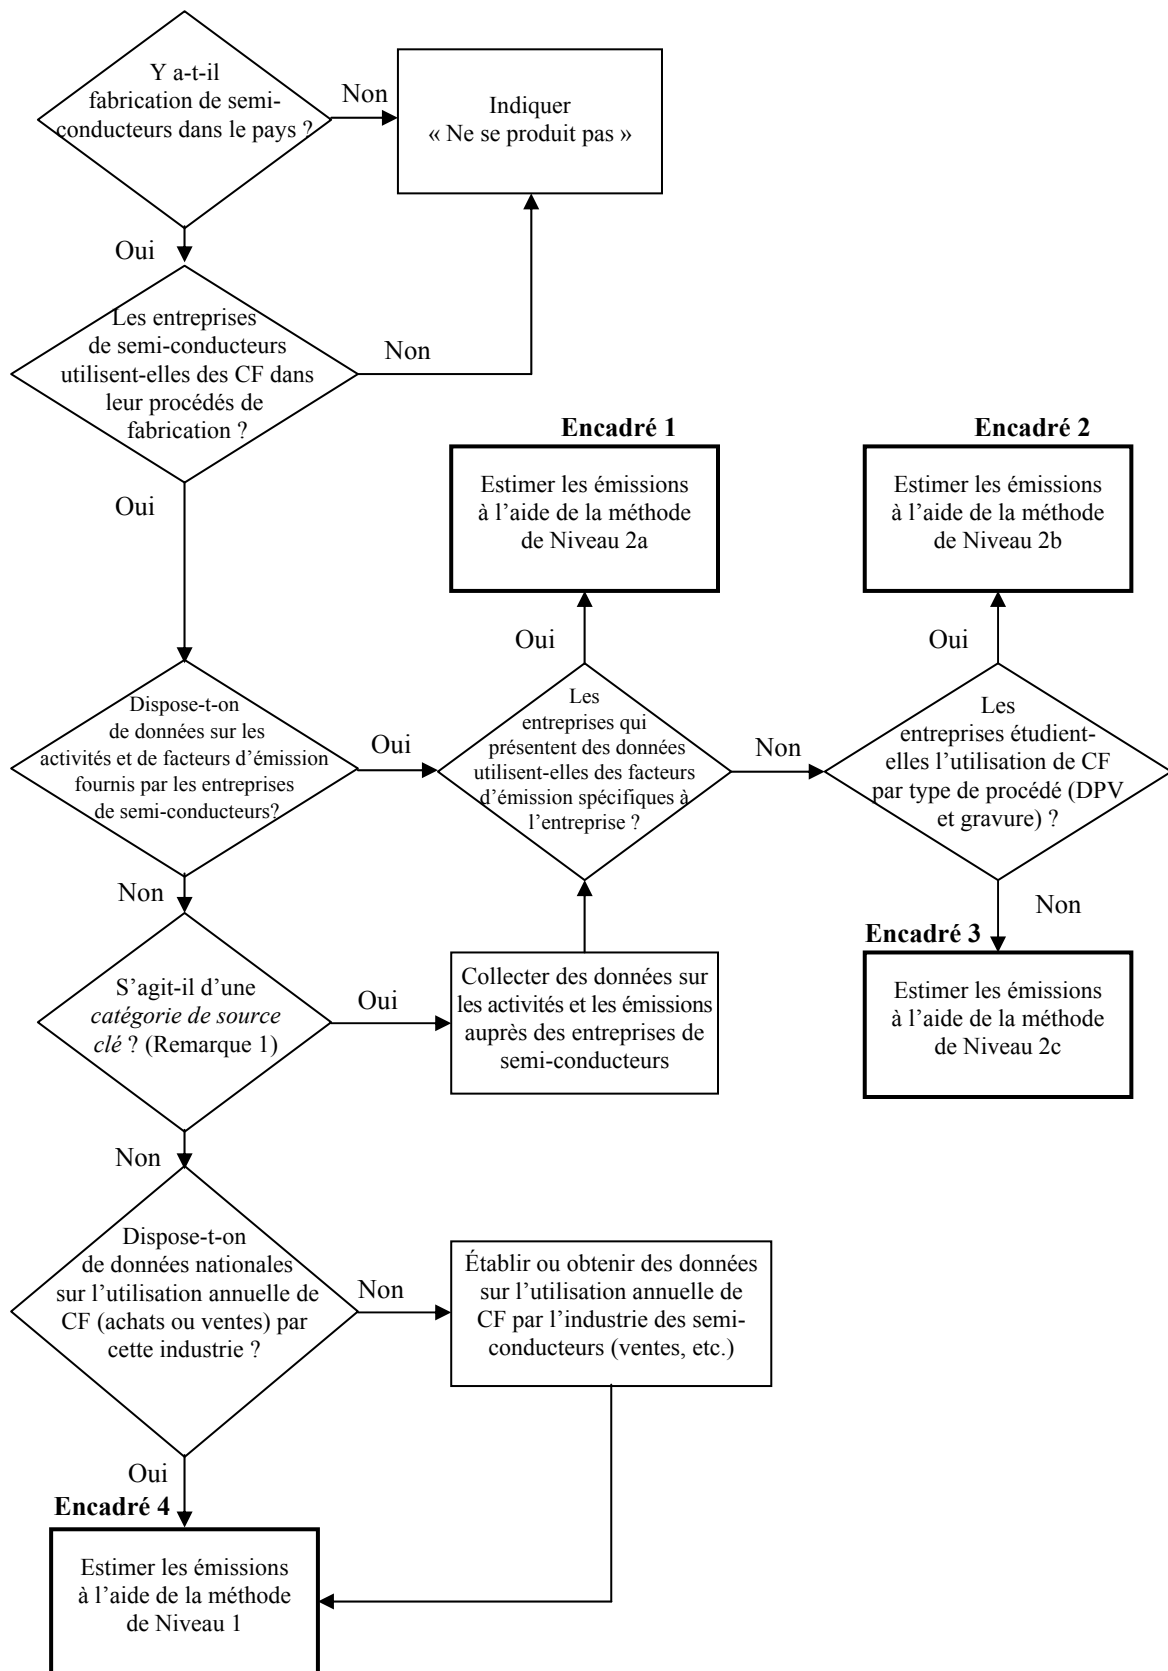 Y a-t-il
fabrication de semi-
conducteurs dans le pays ?
Non
Indiquer
« Ne se produit pas »
Oui
Les entreprises
de semi-conducteurs
utilisent-elles des CF dans
leur procédés de
fabrication ?
Non
Oui
Encadré 1
Estimer les émissions
à l’aide de la méthode
de Niveau 2a
Encadré 2
Estimer les émissions
à l’aide de la méthode
de Niveau 2b
Oui
Oui
Dispose-t-on
de données sur les
activités et de facteurs d’émission
fournis par les entreprises
de semi-conducteurs?
Oui
Les
entreprises qui
présentent des données
utilisent-elles des facteurs
d’émission spécifiques à
l’entreprise ?
Non
Les
entreprises étudient-
elles l’utilisation de CF
par type de procédé (DPV
et gravure) ?
Non
Non
Encadré 3
Estimer les émissions
à l’aide de la méthode
de Niveau 2c
S’agit-il d’une
catégorie de source
clé ? (Remarque 1)
Oui
Collecter des données sur
les activités et les émissions
auprès des entreprises de
semi-conducteurs
Non
Dispose-t-on
de données nationales
sur l’utilisation annuelle de
CF (achats ou ventes) par
cette industrie ?
Non
Établir ou obtenir des données
sur l’utilisation annuelle de
CF par l’industrie des semi-
conducteurs (ventes, etc.)
Oui
Encadré 4
Estimer les émissions
à l’aide de la méthode
de Niveau 1